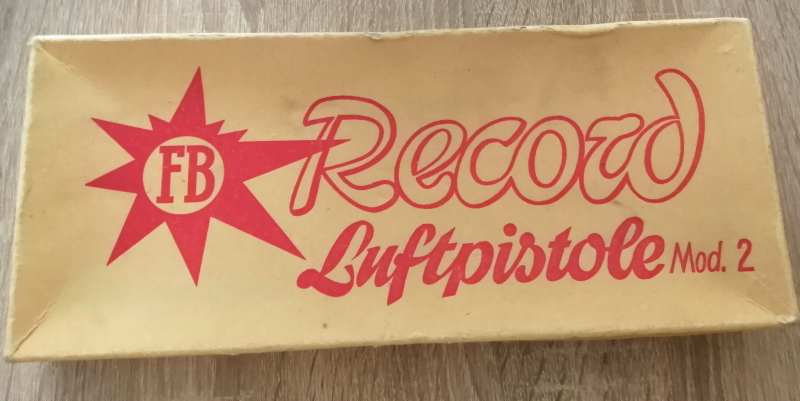 FB
Record
Luftpistole Mod. 2